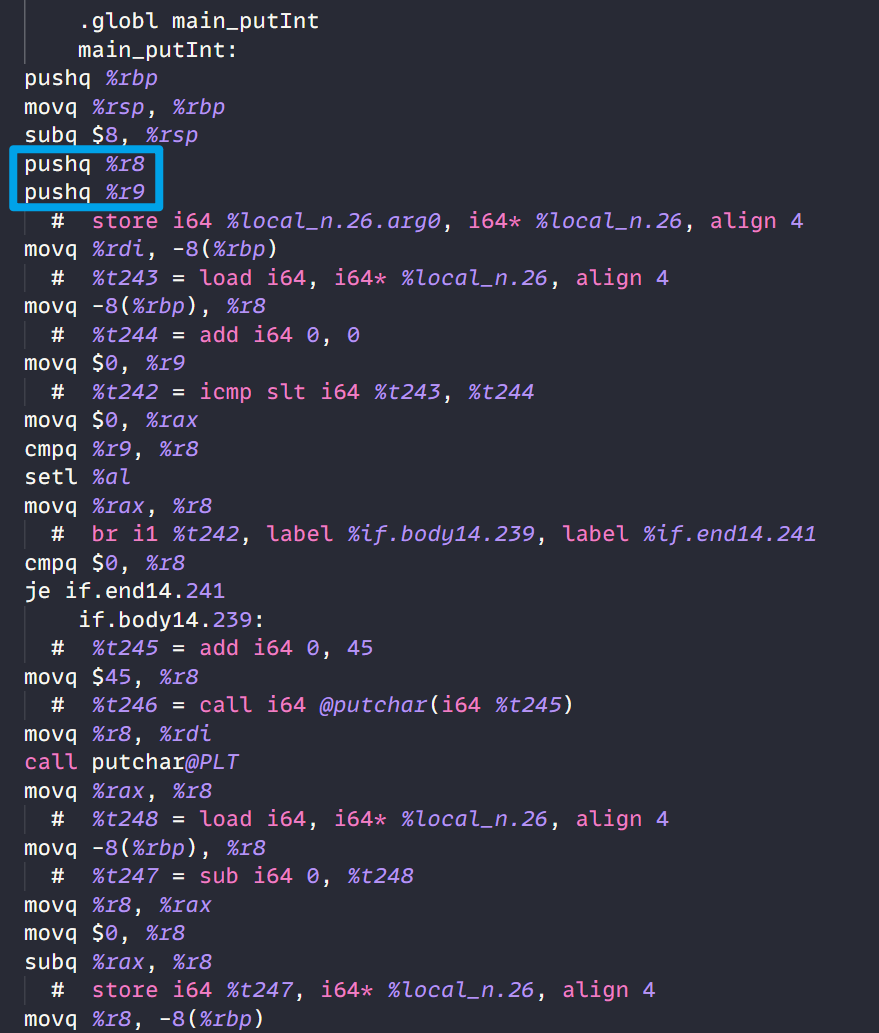 .globl main_putInt
main_putInt:
pushq %rbp
movq %rsp, %rbp
subq $8, %rsp
pushq %r8
pushq %r9
# store i64 %local_n.26.arg0, i64* %local_n.26, align 4
movq %rdi, -8(%rbp)
# %t243 = load i64, i64* %local_n.26, align 4
movq -8(%rbp), %r8
# %t244 = add i64 0, 0
movq $0, %r9
# %t242 = icmp slt i64 %t243, %t244
movq $0, %rax
cmpq %r9, %r8
setl %al
movq %rax, %r8
# br i1 %t242, label %if.body14.239, label %if.end14.241
cmpq $0, %r8
je if.end14.241
if.body14.239:
# %t245 = add i64 0, 45
movq $45, %r8
# %t246 = call i64 @putchar(i64 %t245)
movq %r8, %rdi
call putchar@PLT
movq %rax, %r8
# %t248 = load i64, i64* %local_n.26, align 4
movq -8(%rbp), %r8
# %t247 = sub i64 0, %t248
movq %r8, %rax
movq $0, %r8
subq %rax, %r8
# store i64 %t247, i64* %local_n.26, align 4
movq %r8, -8(%rbp)